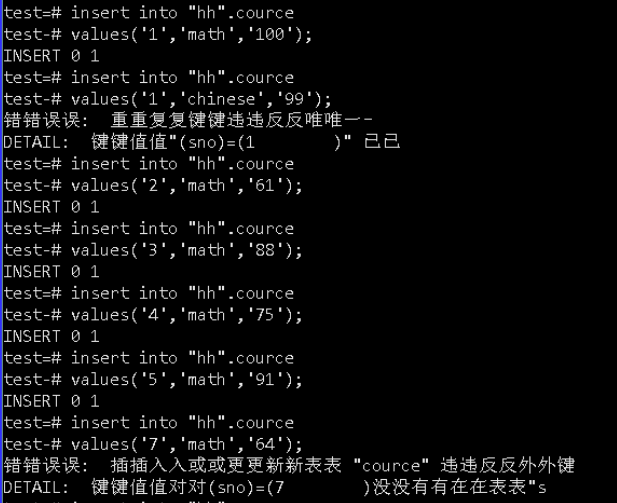 test=# insert into "hh".cource
test-# values('1','math','100');
INSERT 0 1
test=# insert into "hh".cource
test-# values('1','chinese','99');
错错误误:  重重复复键键违违反反唯唯一-
DETAIL:  键键值值"(sno)=(1        )" 已已
test=# insert into "hh".cource
test-# values('2','math','61');
INSERT 0 1
test=# insert into "hh".cource
test-# values('3','math','88');
INSERT 0 1
test=# insert into "hh".cource
test-# values('4','math','75');
INSERT 0 1
test=# insert into "hh".cource
test-# values('5','math','91');
INSERT 0 1
test=# insert into "hh".cource
test-# values('7','math','64');
错错误误:  插插入入或或更更新新表表 "cource" 违违反反外外键
DETAIL:  键键值值对对(sno)=(7        )没没有有在在表表"s